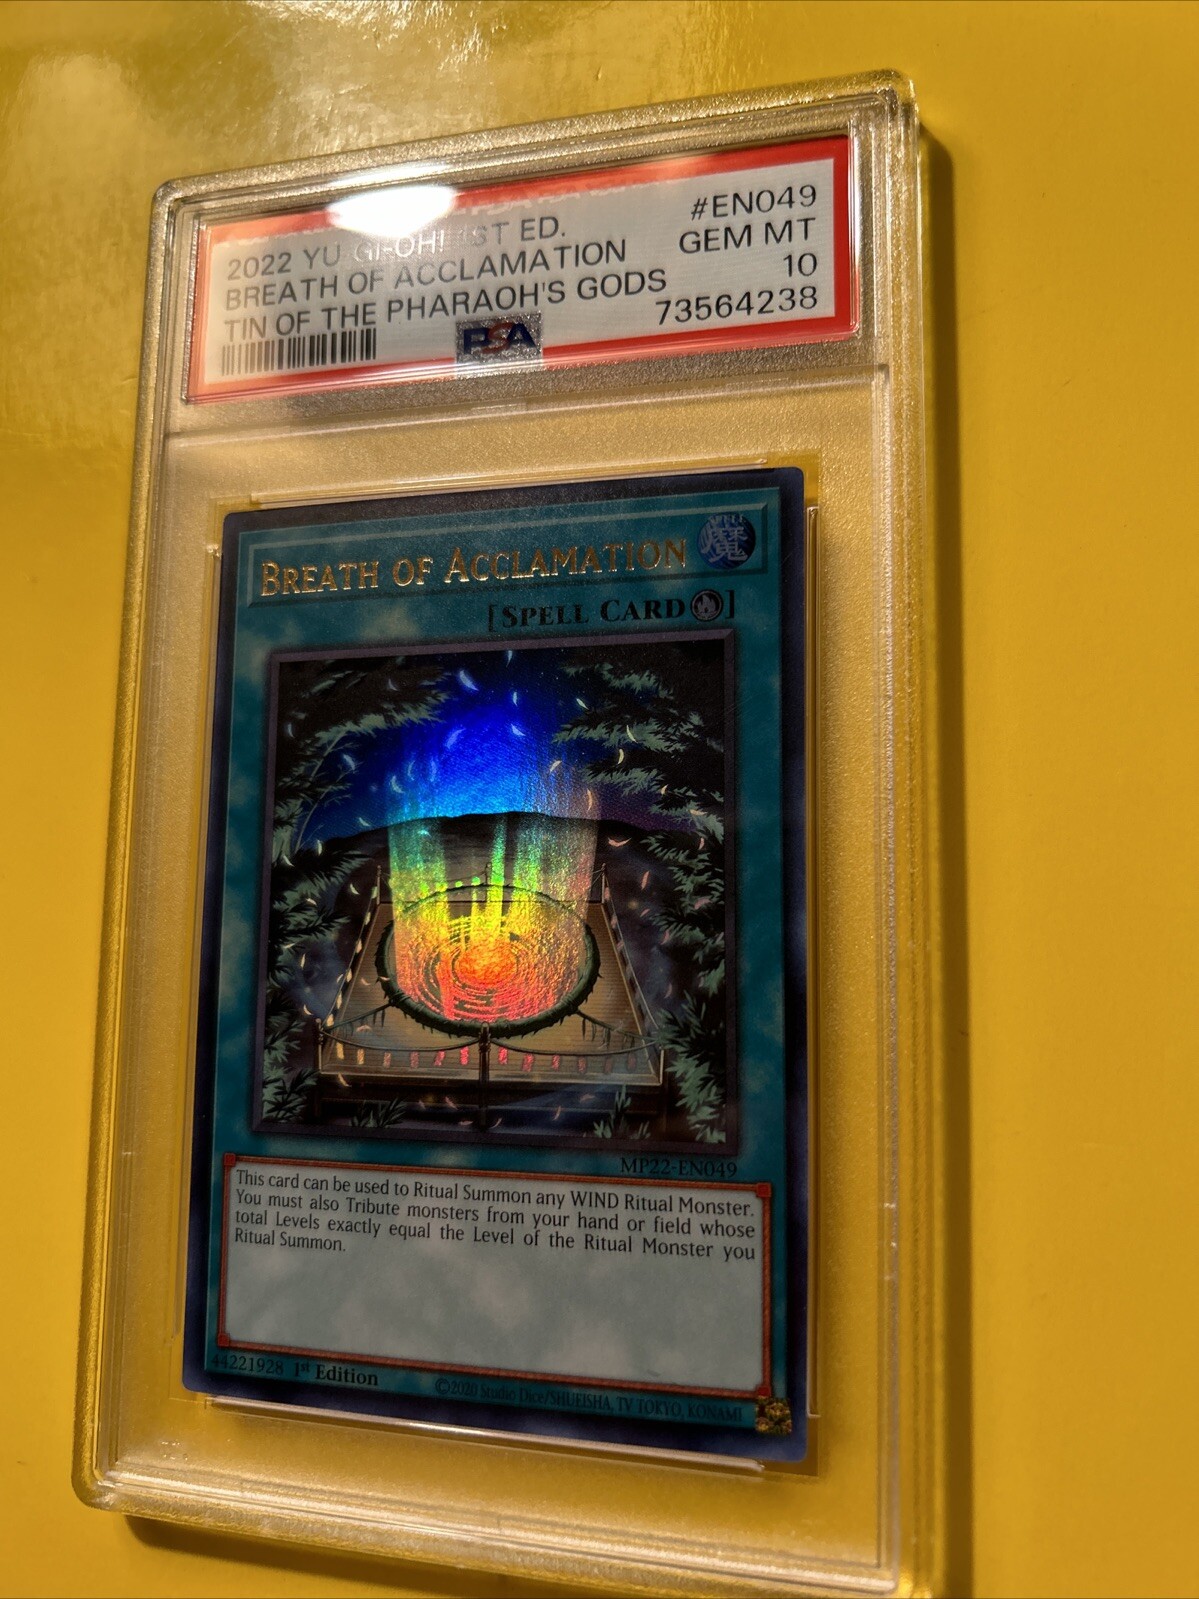 2022 YU-GI-OH! 1ST ED. #EN049
BREATH OF ACCLAMATION GEM MT
TIN OF THE PHARAOH'S GODS 10
PSA 73564238
BREATH OF ACCLAMATION
SPELL
魔
[SPELL CARD]
MP22-EN049
This card can be used to Ritual Summon any WIND Ritual Monster.
You must also Tribute monsters from your hand or field whose
total Levels exactly equal the Level of the Ritual Monster you
Ritual Summon.
44221928 1st Edition ©2020 Studio Dice/SHUEISHA, TV TOKYO, KONAMI